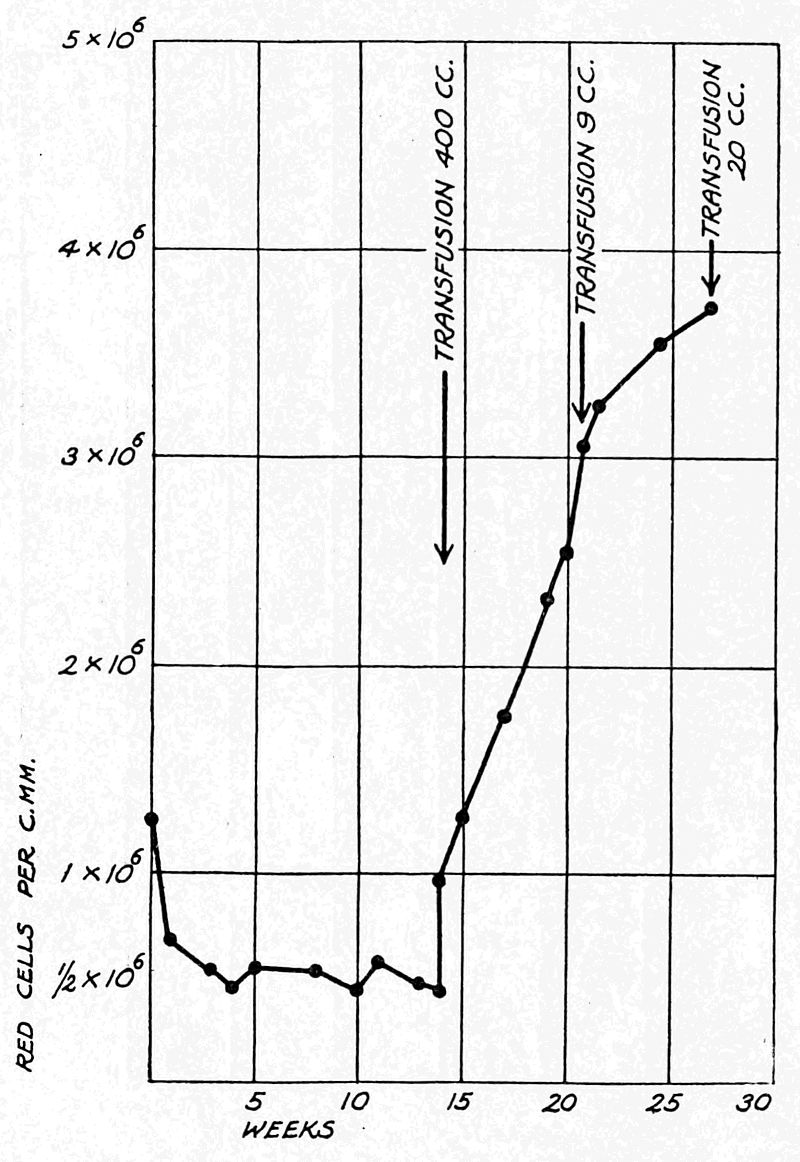 5 × 10⁶
4 × 10⁶
3 × 10⁶
2 × 10⁶
1 × 10⁶
1/2 × 10⁶
RED CELLS PER C.MM.
TRANSFUSION 400 CC.
TRANSFUSION 9 CC.
TRANSFUSION
20 CC.
5 10 15 20 25 30
WEEKS